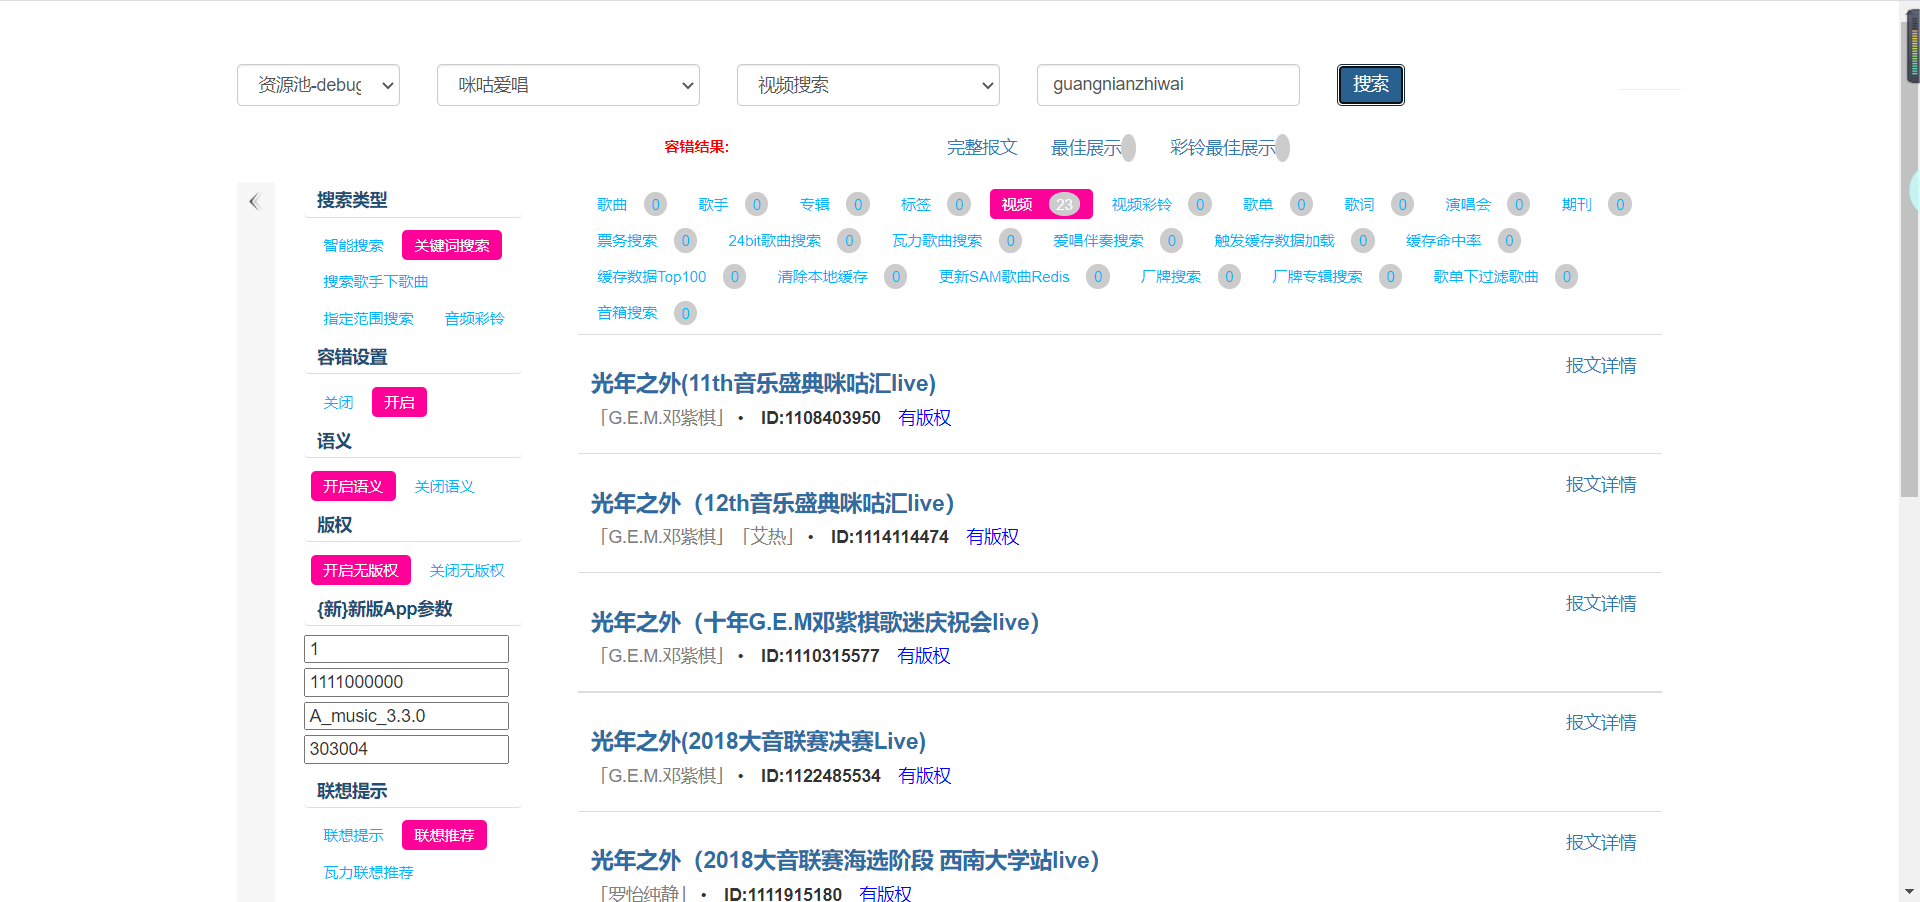 资源池-debug 咪咕爱唱 视频搜索 guangnianzhiwai 搜索
容错结果: 完整报文 最佳展示 彩铃最佳展示
搜索类型
智能搜索 关键词搜索
搜索歌手下歌曲
指定范围搜索 音频彩铃
容错设置
关闭 开启
语义
开启语义 关闭语义
版权
开启无版权 关闭无版权
{新}新版App参数
1
1111000000
A_music_3.3.0
303004
联想提示
联想提示 联想推荐
瓦力联想推荐
歌曲 0 歌手 0 专辑 0 标签 0 视频 23 视频彩铃 0 歌单 0 歌词 0 演唱会 0 期刊 0
票务搜索 0 24bit歌曲搜索 0 瓦力歌曲搜索 0 爱唱伴奏搜索 0 触发缓存数据加载 0 缓存命中率 0
缓存数据Top100 0 清除本地缓存 0 更新SAM歌曲Redis 0 厂牌搜索 0 厂牌专辑搜索 0 歌单下过滤歌曲 0
音箱搜索 0
报文详情
光年之外(11th音乐盛典咪咕汇live)
「G.E.M.邓紫棋」 • ID:1108403950 有版权
报文详情
光年之外（12th音乐盛典咪咕汇live）
「G.E.M.邓紫棋」「艾热」 • ID:1114114474 有版权
报文详情
光年之外（十年G.E.M邓紫棋歌迷庆祝会live）
「G.E.M.邓紫棋」 • ID:1110315577 有版权
报文详情
光年之外(2018大音联赛决赛Live)
「G.E.M.邓紫棋」 • ID:1122485534 有版权
报文详情
光年之外（2018大音联赛海选阶段 西南大学站live）
「罗怡纯静」 • ID:1111915180 有版权